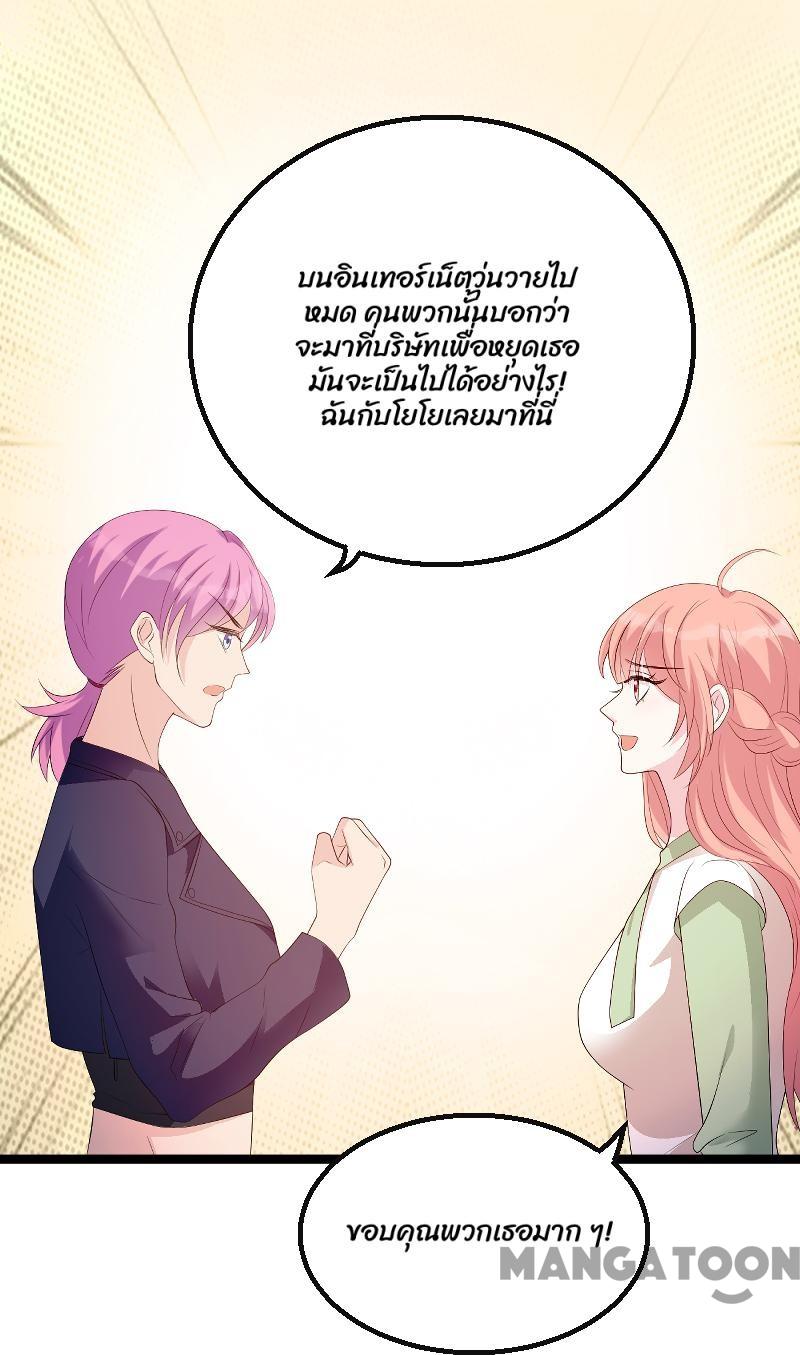 บนอินเทอร์เน็ตวุ่นวายไป
หมด คนพวกนั้นบอกว่า
จะมาที่บริษัทเพื่อหยุดเธอ
มันจะเป็นไปได้อย่างไร!
ฉันกับโยโยเลยมาที่นี่
ขอบคุณพวกเธอมาก ๆ!
MANGATOON